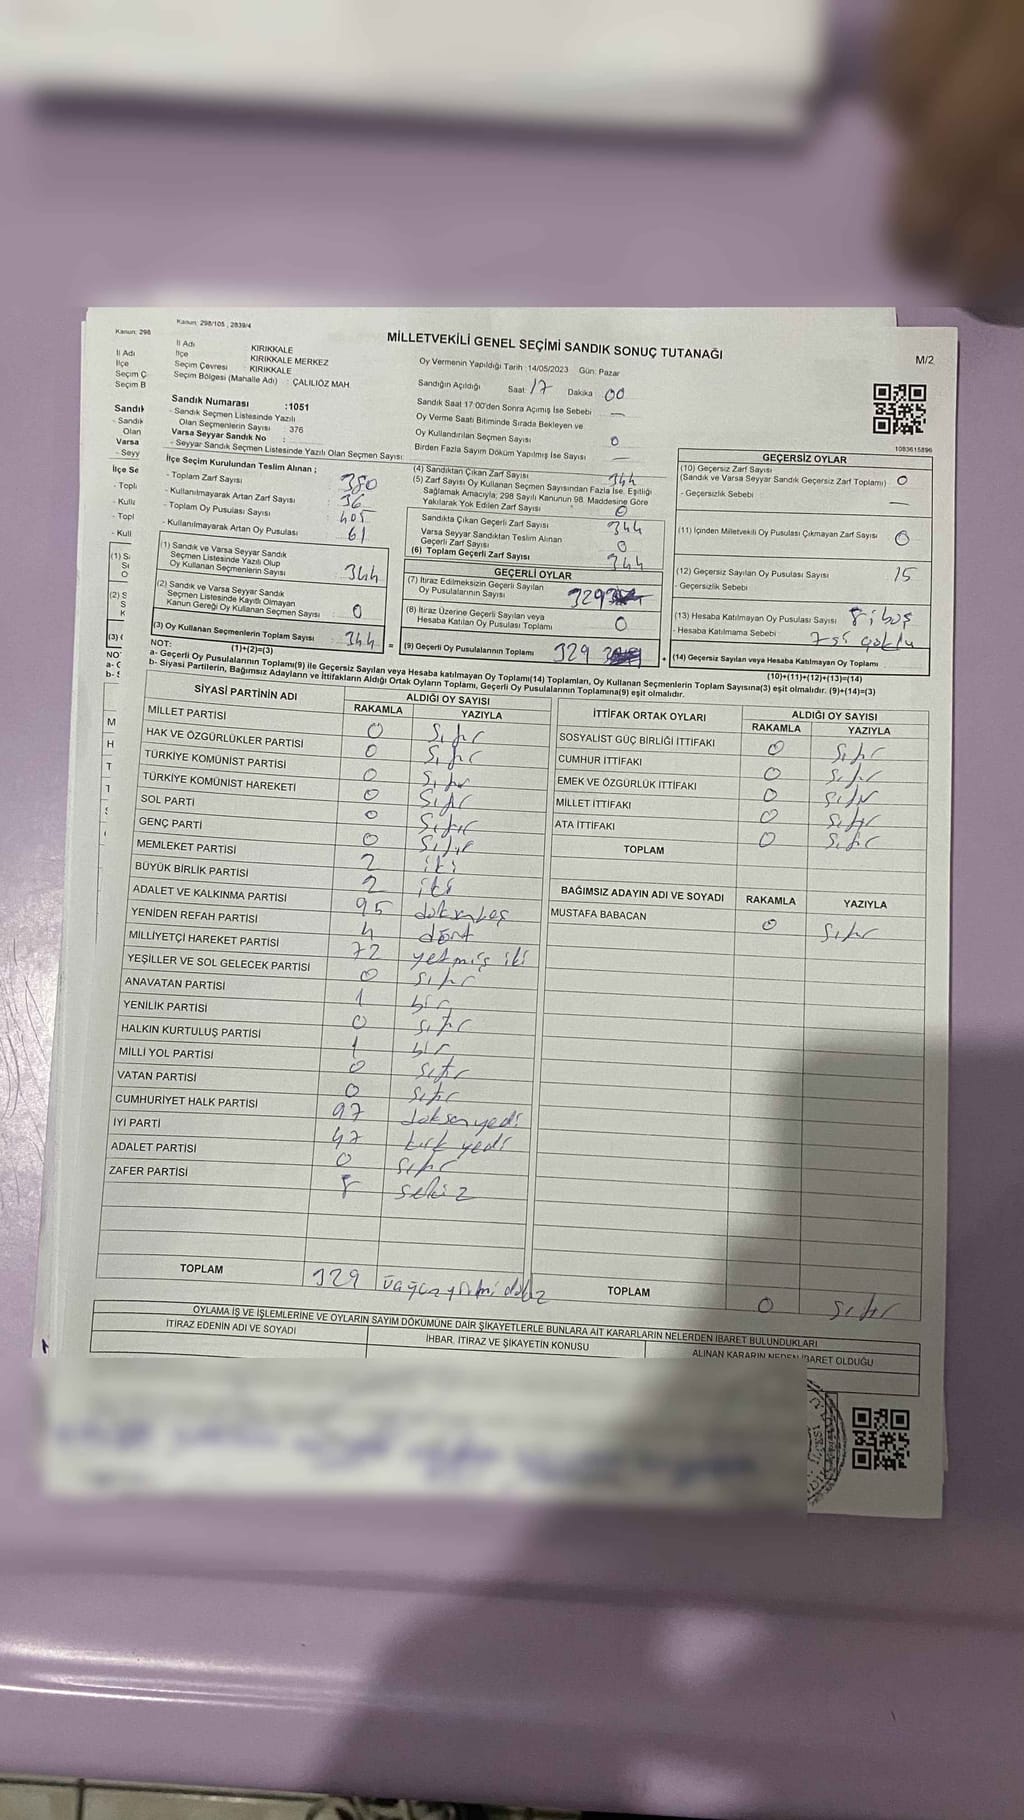 Kanun: 298/105 , 2839/4
Kanun: 298
MİLLETVEKİLİ GENEL SEÇİMİ SANDIK SONUÇ TUTANAĞI
M/2
İl Adı : KIRIKKALE
İlçe : KIRIKKALE MERKEZ
Seçim Çevresi : KIRIKKALE
Seçim Bölgesi (Mahalle Adı) : ÇALILIÖZ MAH
Oy Vermenin Yapıldığı Tarih :14/05/2023 Gün: Pazar
Sandığın Açıldığı Saat 17 Dakika 00
Sandık Saat 17:00'den Sonra Açılmış İse Sebebi —
Oy Verme Saati Bitiminde Sırada Bekleyen ve
Oy Kullandırılan Seçmen Sayısı 0
Birden Fazla Sayım Döküm Yapılmış İse Sebebi —
1083615896
Sandık Numarası :1051
- Sandık Seçmen Listesinde Yazılı
Olan Seçmenlerin Sayısı : 376
Varsa Seyyar Sandık No :
- Seyyar Sandık Seçmen Listesinde Yazılı Olan Seçmen Sayısı:
İlçe Seçim Kurulundan Teslim Alınan ;
- Toplam Zarf Sayısı 380
- Kullanılmayarak Artan Zarf Sayısı 36
- Toplam Oy Pusulası Sayısı 405
- Kullanılmayarak Artan Oy Pusulası 61
(1) Sandık ve Varsa Seyyar Sandık
Seçmen Listesinde Yazılı Olup
Oy Kullanan Seçmenlerin Sayısı 344
(2) Sandık ve Varsa Seyyar Sandık
Seçmen Listesinde Kayıtlı Olmayan
Kanun Gereği Oy Kullanan Seçmen Sayısı : 0
(3) Oy Kullanan Seçmenlerin Toplam Sayısı 344 =
(1)+(2)=(3)
(4) Sandıktan Çıkan Zarf Sayısı 344
(5) Zarf Sayısı Oy Kullanan Seçmen Sayısından Fazla İse, Eşitliği
Sağlamak Amacıyla; 298 Sayılı Kanunun 98. Maddesine Göre
Yakılarak Yok Edilen Zarf Sayısı 0
Sandıkta Çıkan Geçerli Zarf Sayısı 344
Varsa Seyyar Sandıktan Teslim Alınan
Geçerli Zarf Sayısı 0
(6) Toplam Geçerli Zarf Sayısı 344
GEÇERLİ OYLAR
(7) İtiraz Edilmeksizin Geçerli Sayılan
Oy Pusulalarının Sayısı 329
(8) İtiraz Üzerine Geçerli Sayılan veya
Hesaba Katılan Oy Pusulası Toplamı 0
(9) Geçerli Oy Pusulalarının Toplamı 329 +
GEÇERSİZ OYLAR
(10) Geçersiz Zarf Sayısı
(Sandık ve Varsa Seyyar Sandık Geçersiz Zarf Toplamı) 0
- Geçersizlik Sebebi —
(11) İçinden Milletvekili Oy Pusulası Çıkmayan Zarf Sayısı 0
(12) Geçersiz Sayılan Oy Pusulası Sayısı 15
- Geçersizlik Sebebi
(13) Hesaba Katılmayan Oy Pusulası Sayısı 8i boş
- Hesaba Katılmama Sebebi 7si çoklu
(14) Geçersiz Sayılan veya Hesaba Katılmayan Oy Toplamı
(10)+(11)+(12)+(13)=(14)
NOT:
a- Geçerli Oy Pusulalarının Toplamı(9) ile Geçersiz Sayılan veya Hesaba katılmayan Oy Toplamı(14) Toplamları, Oy Kullanan Seçmenlerin Toplam Sayısına(3) eşit olmalıdır. (9)+(14)=(3)
b- Siyasi Partilerin, Bağımsız Adayların ve İttifakların Aldığı Ortak Oyların Toplamı, Geçerli Oy Pusulalarının Toplamına(9) eşit olmalıdır.
SİYASİ PARTİNİN ADI ALDIĞI OY SAYISI
RAKAMLA YAZIYLA
MİLLET PARTİSİ 0 Sıfır
HAK VE ÖZGÜRLÜKLER PARTİSİ 0 Sıfır
TÜRKİYE KOMÜNİST PARTİSİ 0 Sıfır
TÜRKİYE KOMÜNİST HAREKETİ 0 Sıfır
SOL PARTİ 0 Sıfır
GENÇ PARTİ 0 Sıfır
MEMLEKET PARTİSİ 2 iki
BÜYÜK BİRLİK PARTİSİ 2 iki
ADALET VE KALKINMA PARTİSİ 95 doksanbeş
YENİDEN REFAH PARTİSİ 4 dört
MİLLİYETÇİ HAREKET PARTİSİ 72 yetmiş iki
YEŞİLLER VE SOL GELECEK PARTİSİ 0 sıfır
ANAVATAN PARTİSİ 1 bir
YENİLİK PARTİSİ 0 sıfır
HALKIN KURTULUŞ PARTİSİ 1 bir
MİLLİ YOL PARTİSİ 0 sıfır
VATAN PARTİSİ 0 sıfır
CUMHURİYET HALK PARTİSİ 97 doksan yedi
İYİ PARTİ 47 kırk yedi
ADALET PARTİSİ 0 sıfır
ZAFER PARTİSİ 8 sekiz
TOPLAM 329 üçyüzyirmi dokuz
İTTİFAK ORTAK OYLARI ALDIĞI OY SAYISI
RAKAMLA YAZIYLA
SOSYALİST GÜÇ BİRLİĞİ İTTİFAKI 0 Sıfır
CUMHUR İTTİFAKI 0 Sıfır
EMEK VE ÖZGÜRLÜK İTTİFAKI 0 Sıfır
MİLLET İTTİFAKI 0 Sıfır
ATA İTTİFAKI 0 Sıfır
TOPLAM
BAĞIMSIZ ADAYIN ADI VE SOYADI RAKAMLA YAZIYLA
MUSTAFA BABACAN 0 Sıfır
TOPLAM 0 Sıfır
OYLAMA İŞ VE İŞLEMLERİNE VE OYLARIN SAYIM DÖKÜMÜNE DAİR ŞİKAYETLERLE BUNLARA AİT KARARLARIN NELERDEN İBARET BULUNDUKLARI
İTİRAZ EDENİN ADI VE SOYADI İHBAR, İTİRAZ VE ŞİKAYETİN KONUSU ALINAN KARARIN NEDEN İBARET OLDUĞU